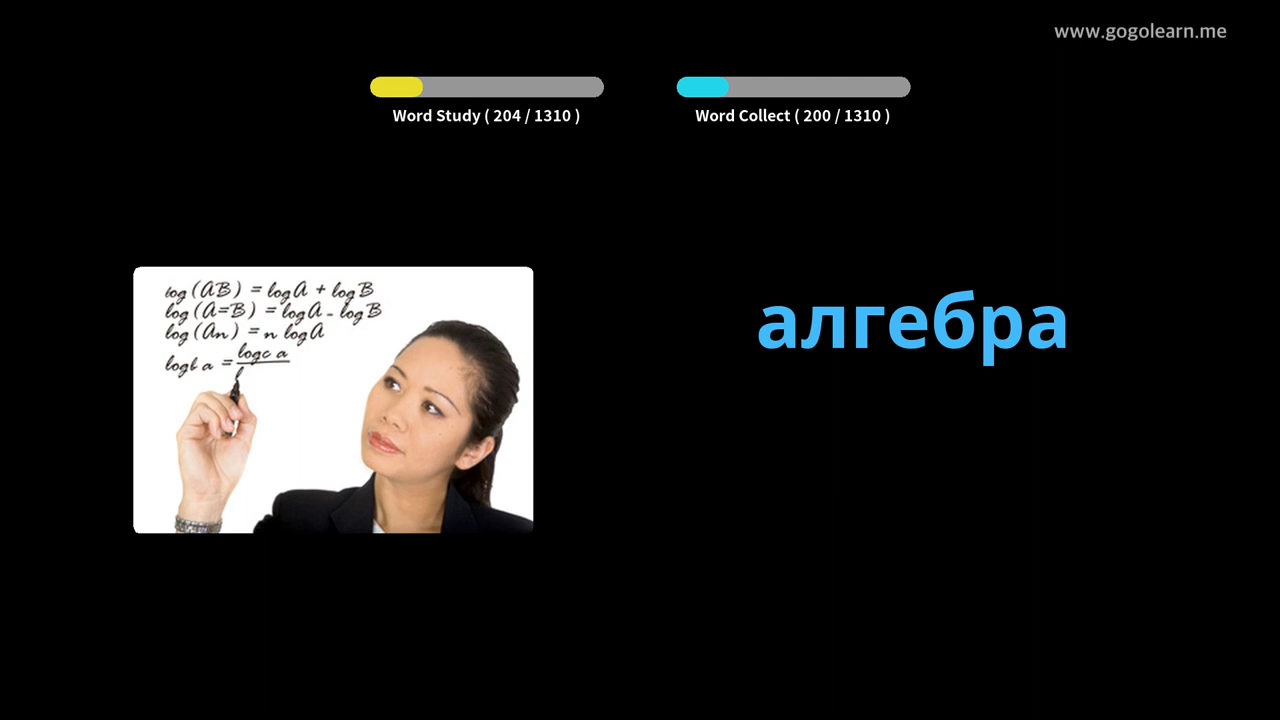 www.gogolearn.me
Word Study ( 204 / 1310 )
Word Collect ( 200 / 1310 )
log (AB) = log A + log B
log (A=B) = log A - log B
log (An) = n log A
logb a = logc a
алгебра